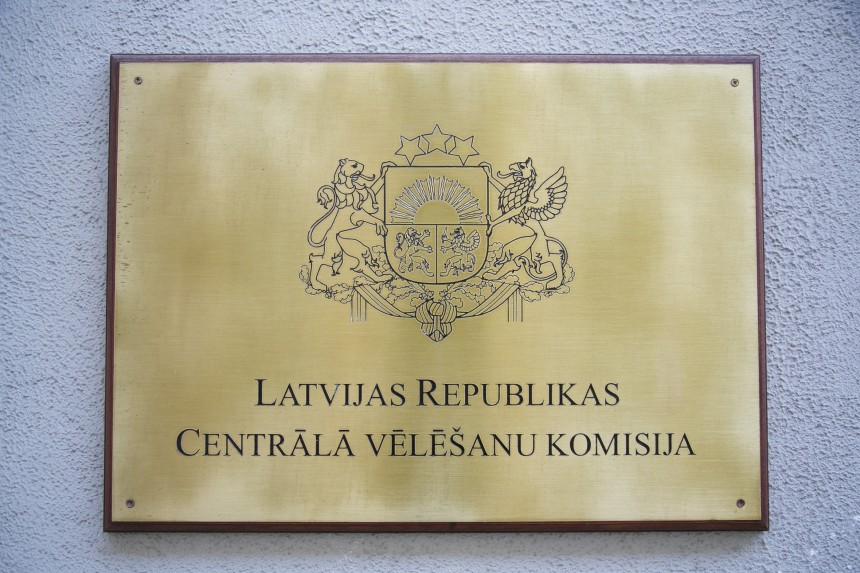 LATVIJAS REPUBLIKAS
CENTRĀLĀ VĒLĒŠANU KOMISIJA